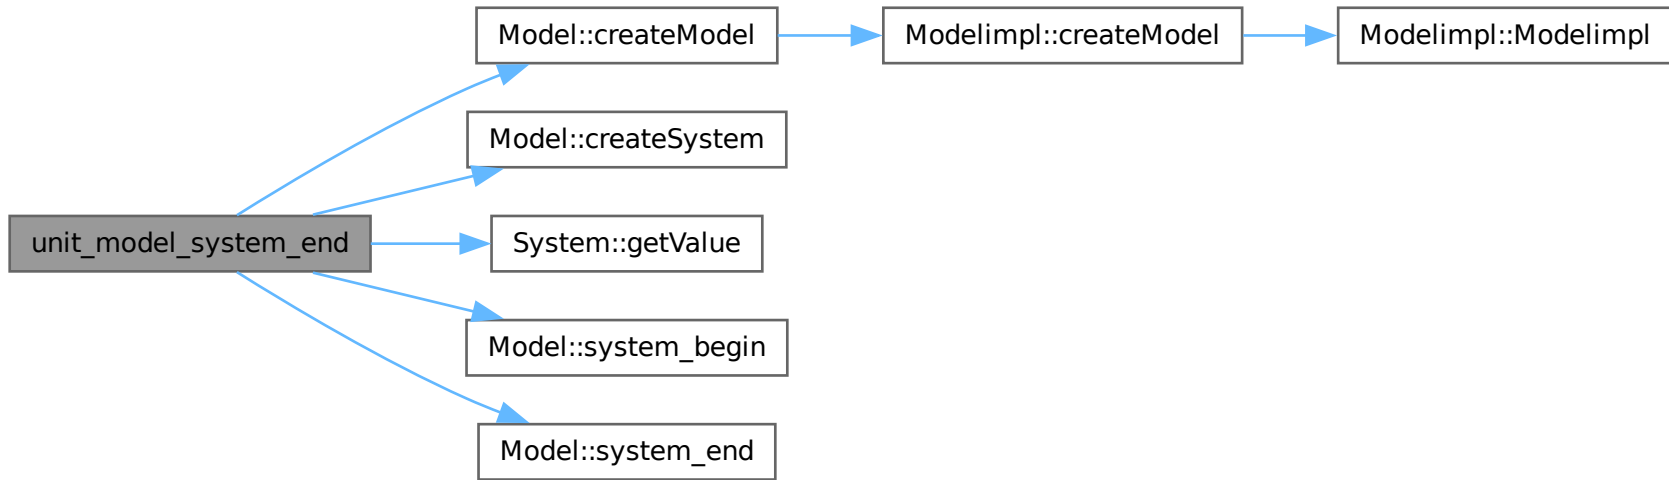 Model::createModel
Modelimpl::createModel
Modelimpl::Modelimpl
Model::createSystem
unit_model_system_end
System::getValue
Model::system_begin
Model::system_end